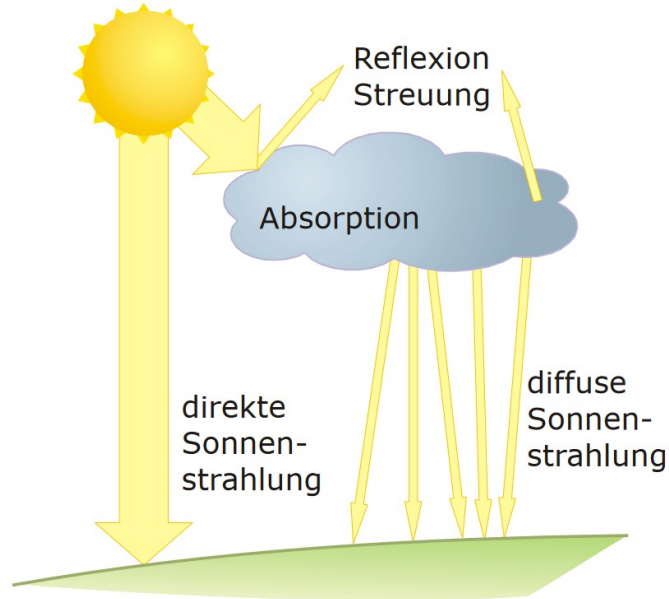 Reflexion
Streuung
Absorption
direkte
Sonnen-
strahlung
diffuse
Sonnen-
strahlung